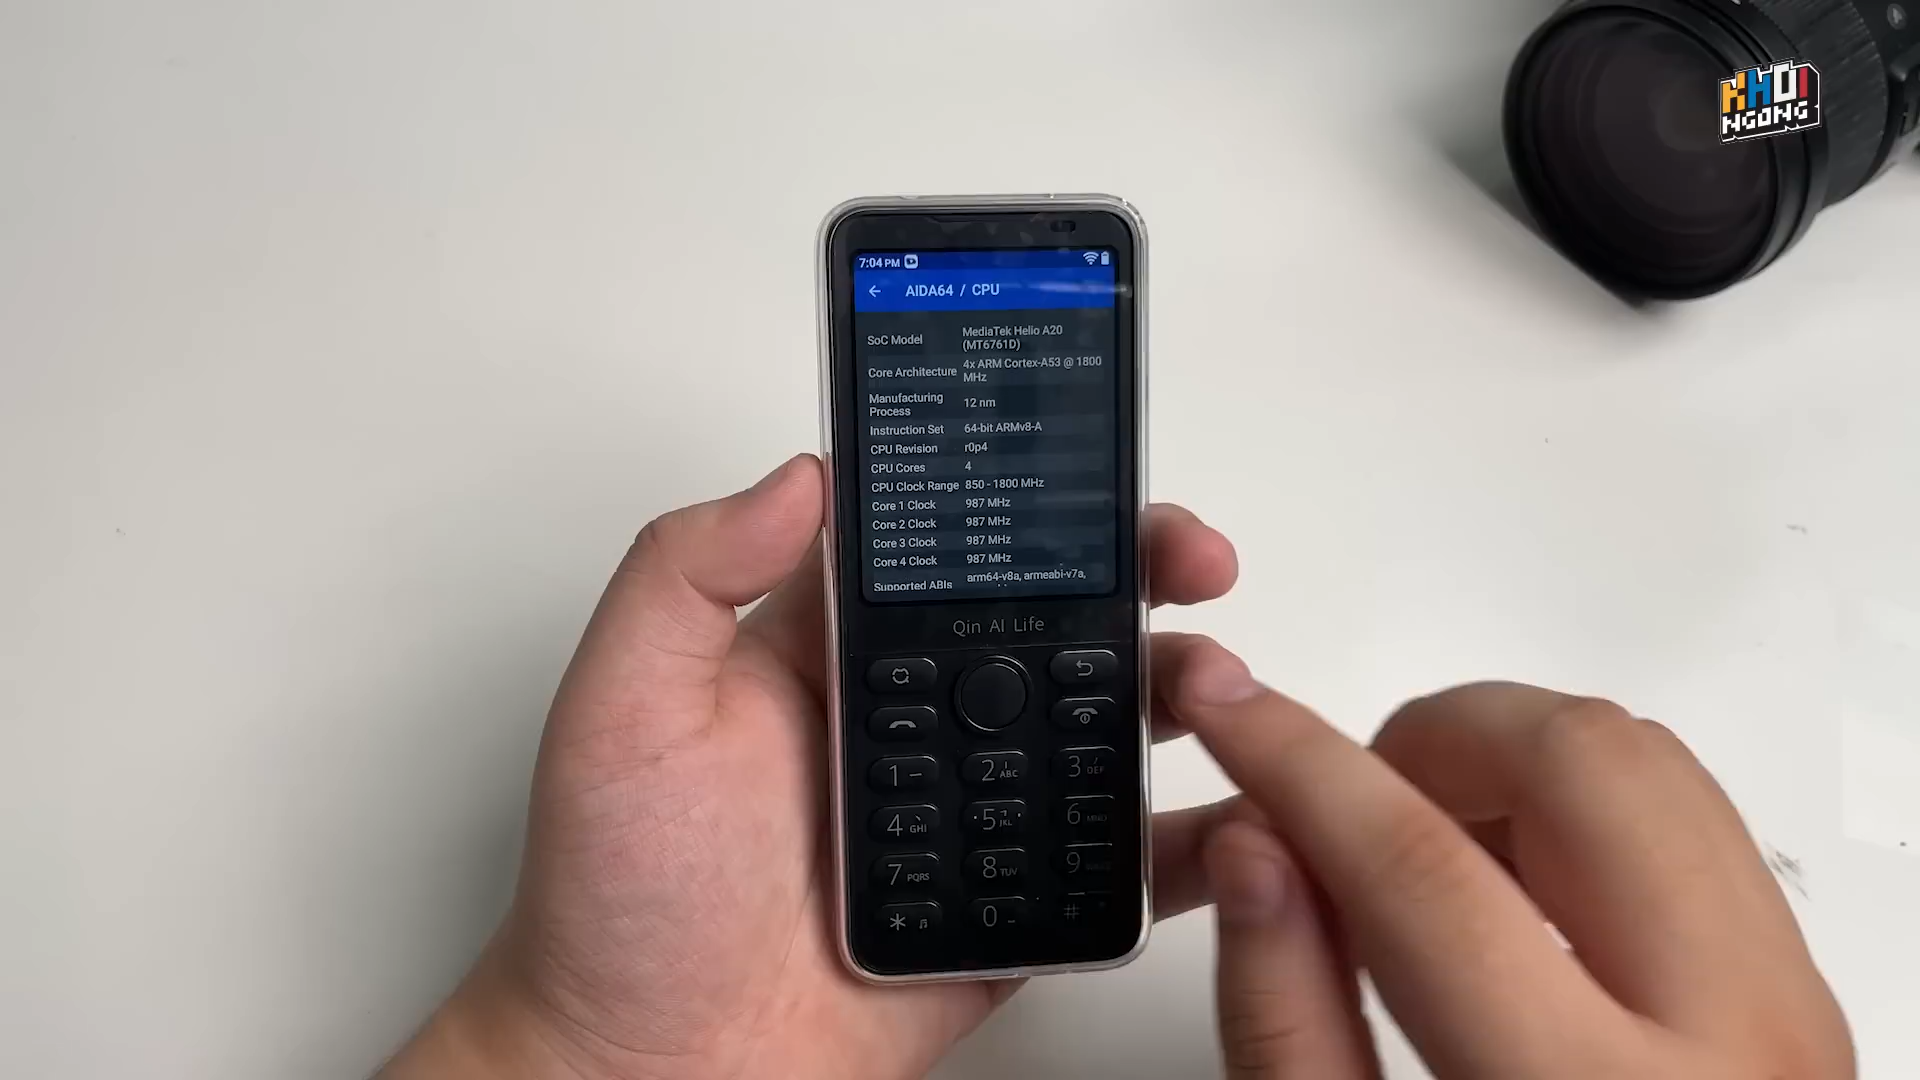 KHOI
NGONG
7:04 PM
AIDA64 / CPU
SoC Model MediaTek Helio A20
(MT6761D)
Core Architecture 4x ARM Cortex-A53 @ 1800
MHz
Manufacturing
Process 12 nm
Instruction Set 64-bit ARMv8-A
CPU Revision r0p4
CPU Cores 4
CPU Clock Range 850 - 1800 MHz
Core 1 Clock 987 MHz
Core 2 Clock 987 MHz
Core 3 Clock 987 MHz
Core 4 Clock 987 MHz
Supported ABIs arm64-v8a, armeabi-v7a,
Qin AI Life
1 2 ABC 3 DEF
4 GHI 5 JKL 6 MNO
7 PQRS 8 TUV 9
* 0 #